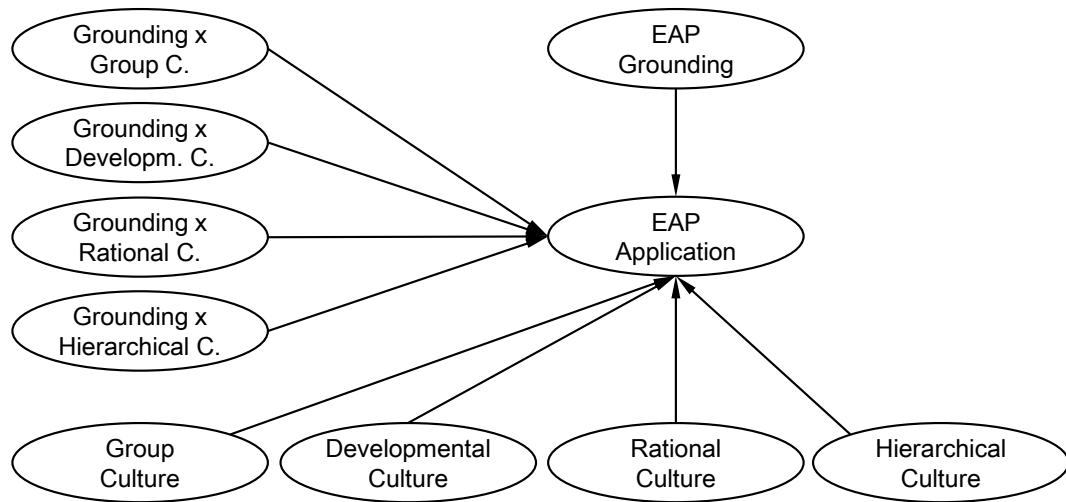 Grounding x
Group C.
EAP
Grounding
Grounding x
Developm. C.
Grounding x
Rational C.
EAP
Application
Grounding x
Hierarchical C.
Group
Culture
Developmental
Culture
Rational
Culture
Hierarchical
Culture